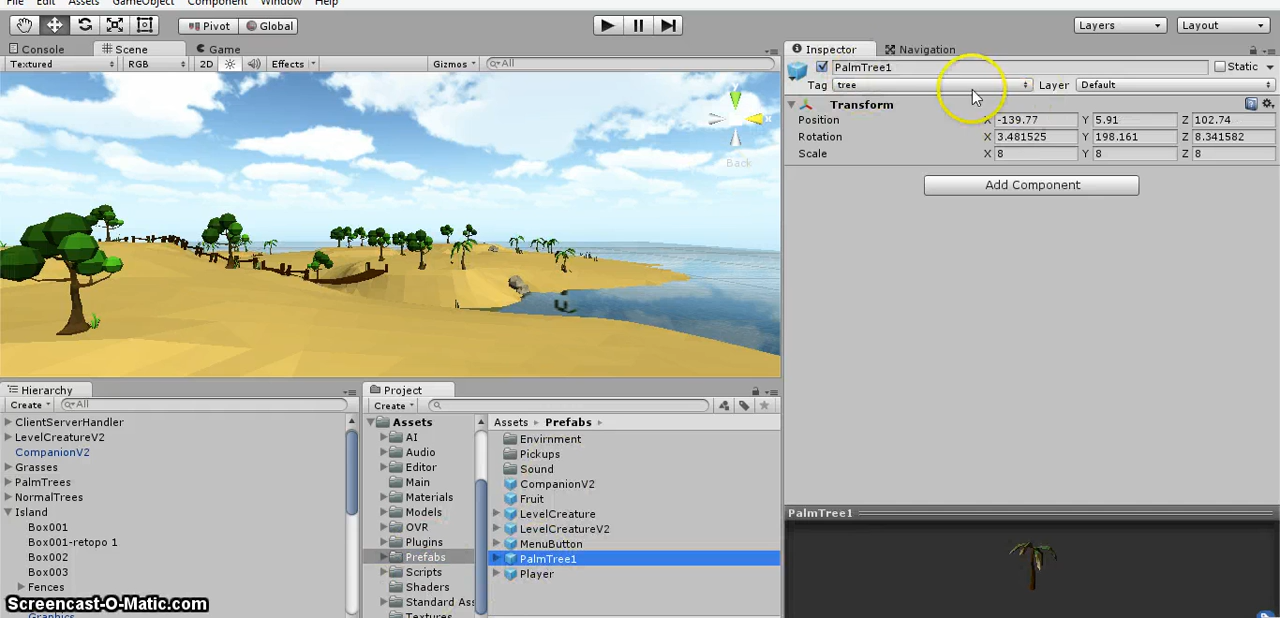 File Edit Assets GameObject Component Window Help
Pivot Global Layers Layout
Console Scene Game
Textured RGB 2D Effects Gizmos All
Inspector Navigation
PalmTree1 Static
Tag tree Layer Default
Transform
Position X -139.77 Y 5.91 Z 102.74
Rotation X 3.481525 Y 198.161 Z 8.341582
Scale X 8 Y 8 Z 8
Add Component
Back
Hierarchy
Create All
ClientServerHandler
LevelCreatureV2
CompanionV2
Grasses
PalmTrees
NormalTrees
Island
Box001
Box001-retopo 1
Box002
Box003
Fences
Graphics
Project
Create
Assets
AI
Audio
Editor
Main
Materials
Models
OVR
Plugins
Prefabs
Scripts
Shaders
Standard Ass
Textures
Assets Prefabs
Envirnment
Pickups
Sound
CompanionV2
Fruit
LevelCreature
LevelCreatureV2
MenuButton
PalmTree1
Player
PalmTree1
Screencast-O-Matic.com